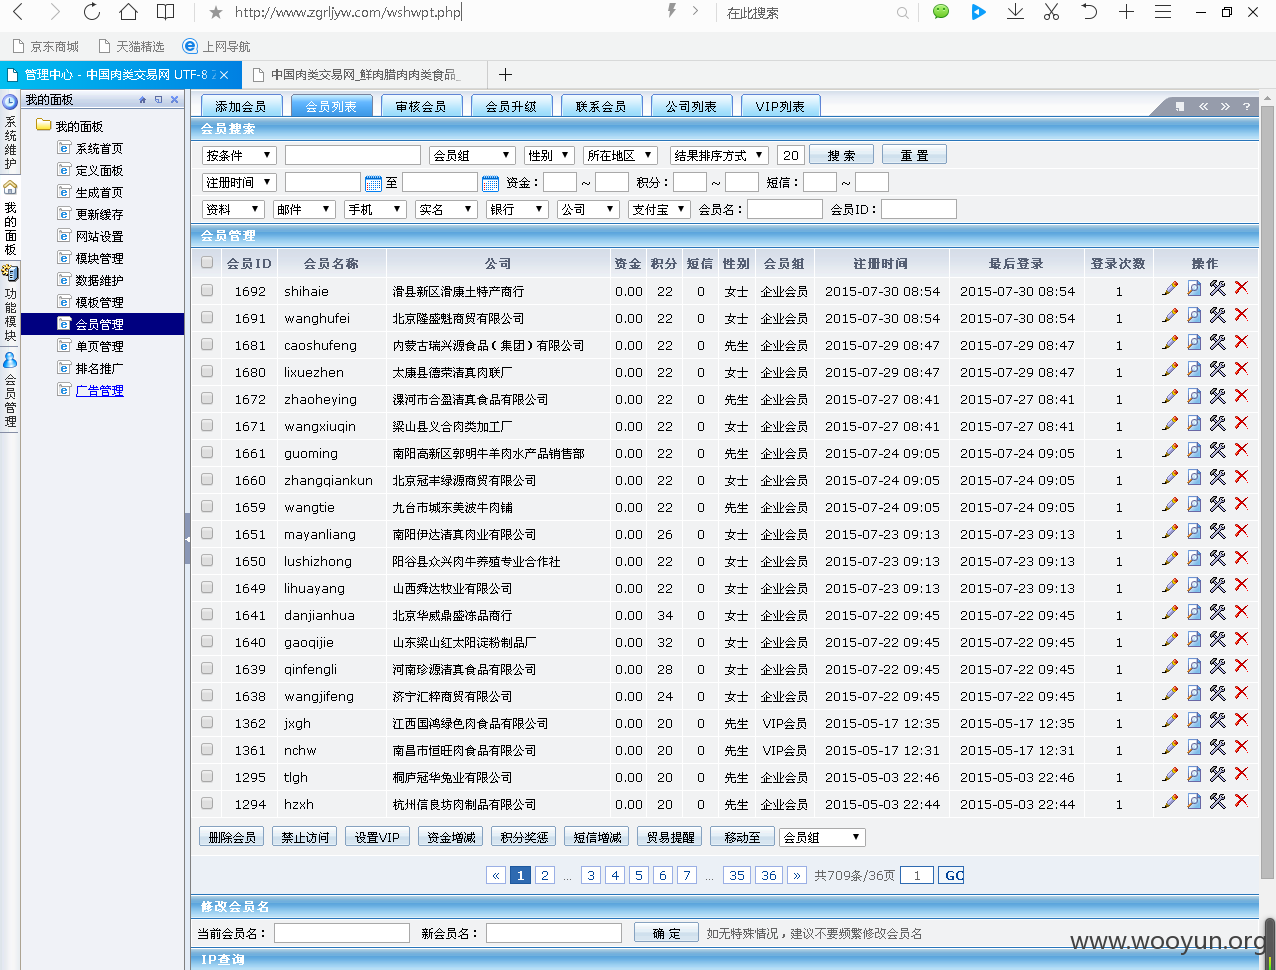 http://www.zgrljyw.com/wshwpt.php 在此搜索
京东商城 天猫精选 上网导航
管理中心 - 中国肉类交易网 UTF-8 中国肉类交易网_鲜肉腊肉肉类食品_
我的面板 添加会员 会员列表 审核会员 会员升级 联系会员 公司列表 VIP列表
系统维护
我的面板
功能模块
会员管理
我的面板
系统首页
定义面板
生成首页
更新缓存
网站设置
模块管理
数据维护
模板管理
会员管理
单页管理
排名推广
广告管理
会员搜索
按条件 会员组 性别 所在地区 结果排序方式 20 搜 索 重 置
注册时间 至 资金: ~ 积分: ~ 短信: ~
资料 邮件 手机 实名 银行 公司 支付宝 会员名: 会员ID:
会员管理
会员ID 会员名称 公司 资金 积分 短信 性别 会员组 注册时间 最后登录 登录次数 操作
1692 shihaie 滑县新区滑康土特产商行 0.00 22 0 女士 企业会员 2015-07-30 08:54 2015-07-30 08:54 1
1691 wanghufei 北京隆盛魁商贸有限公司 0.00 22 0 女士 企业会员 2015-07-30 08:54 2015-07-30 08:54 1
1681 caoshufeng 内蒙古瑞兴源食品(集团)有限公司 0.00 22 0 先生 企业会员 2015-07-29 08:47 2015-07-29 08:47 1
1680 lixuezhen 太康县德荣清真肉联厂 0.00 22 0 女士 企业会员 2015-07-29 08:47 2015-07-29 08:47 1
1672 zhaoheying 漯河市合盈清真食品有限公司 0.00 22 0 先生 企业会员 2015-07-27 08:41 2015-07-27 08:41 1
1671 wangxiuqin 梁山县义合肉类加工厂 0.00 22 0 女士 企业会员 2015-07-27 08:41 2015-07-27 08:41 1
1661 guoming 南阳高新区郭明牛羊肉水产品销售部 0.00 22 0 先生 企业会员 2015-07-24 09:05 2015-07-24 09:05 1
1660 zhangqiankun 北京冠丰绿源商贸有限公司 0.00 22 0 先生 企业会员 2015-07-24 09:05 2015-07-24 09:05 1
1659 wangtie 九台市城东美波牛肉铺 0.00 22 0 先生 企业会员 2015-07-24 09:05 2015-07-24 09:05 1
1651 mayanliang 南阳伊达清真肉业有限公司 0.00 26 0 女士 企业会员 2015-07-23 09:13 2015-07-23 09:13 1
1650 lushizhong 阳谷县众兴肉牛养殖专业合作社 0.00 22 0 女士 企业会员 2015-07-23 09:13 2015-07-23 09:13 1
1649 lihuayang 山西舜达牧业有限公司 0.00 22 0 女士 企业会员 2015-07-23 09:13 2015-07-23 09:13 1
1641 danjianhua 北京华威鼎盛冻品商行 0.00 34 0 女士 企业会员 2015-07-22 09:45 2015-07-22 09:45 1
1640 gaoqijie 山东梁山红太阳淀粉制品厂 0.00 32 0 女士 企业会员 2015-07-22 09:45 2015-07-22 09:45 1
1639 qinfengli 河南珍源清真食品有限公司 0.00 28 0 女士 企业会员 2015-07-22 09:45 2015-07-22 09:45 1
1638 wangjifeng 济宁汇梓商贸有限公司 0.00 24 0 女士 企业会员 2015-07-22 09:45 2015-07-22 09:45 1
1362 jxgh 江西国鸿绿色肉食品有限公司 0.00 20 0 先生 VIP会员 2015-05-17 12:35 2015-05-17 12:35 1
1361 nchw 南昌市恒旺肉食品有限公司 0.00 20 0 先生 VIP会员 2015-05-17 12:31 2015-05-17 12:31 1
1295 tlgh 桐庐冠华兔业有限公司 0.00 20 0 先生 企业会员 2015-05-03 22:46 2015-05-03 22:46 1
1294 hzxh 杭州信良坊肉制品有限公司 0.00 20 0 先生 企业会员 2015-05-03 22:44 2015-05-03 22:44 1
删除会员 禁止访问 设置VIP 资金增减 积分奖惩 短信增减 贸易提醒 移动至 会员组
« 1 2 ... 3 4 5 6 7 ... 35 36 » 共709条/36页 1 GO
修改会员名
当前会员名: 新会员名: 确 定 如无特殊情况,建议不要频繁修改会员名
www.wooyun.org
IP查询